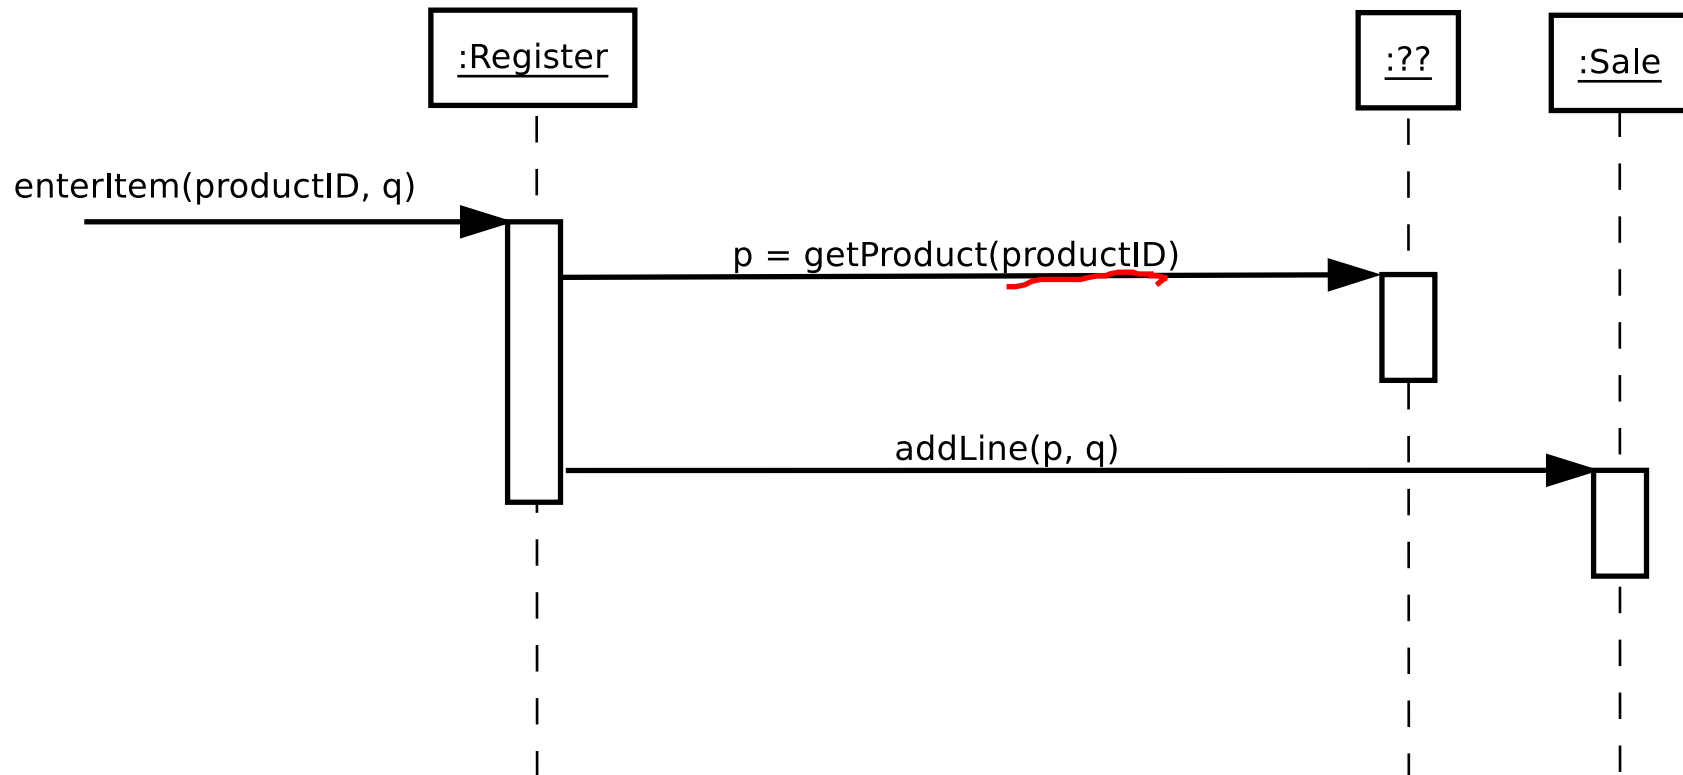 :Register
:??
:Sale
enterItem(productID, q)
p = getProduct(productID)
addLine(p, q)